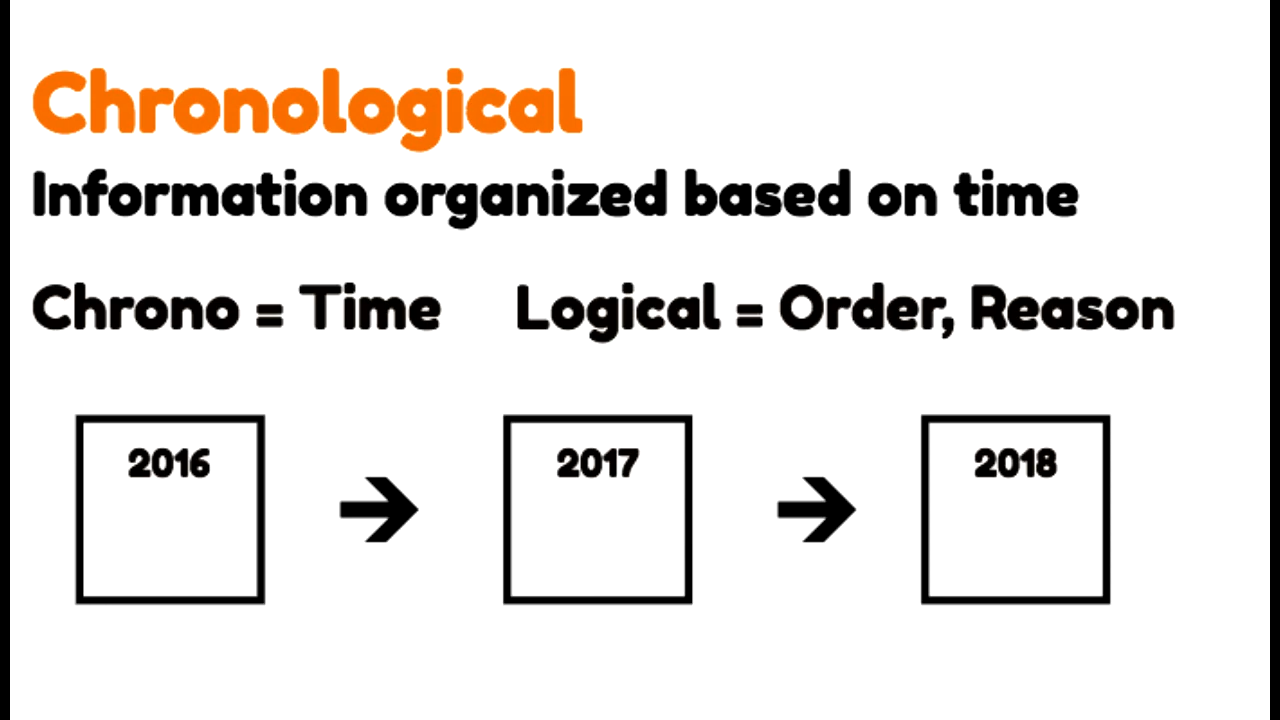 Chronological
Information organized based on time
Chrono = Time Logical = Order, Reason
2016 → 2017 → 2018